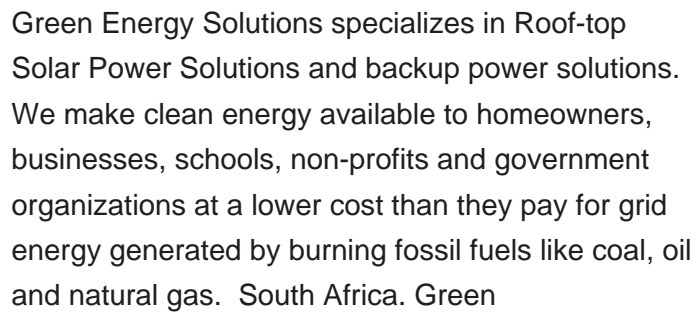 Green Energy Solutions specializes in Roof-top
Solar Power Solutions and backup power solutions.
We make clean energy available to homeowners,
businesses, schools, non-profits and government
organizations at a lower cost than they pay for grid
energy generated by burning fossil fuels like coal, oil
and natural gas.  South Africa. Green